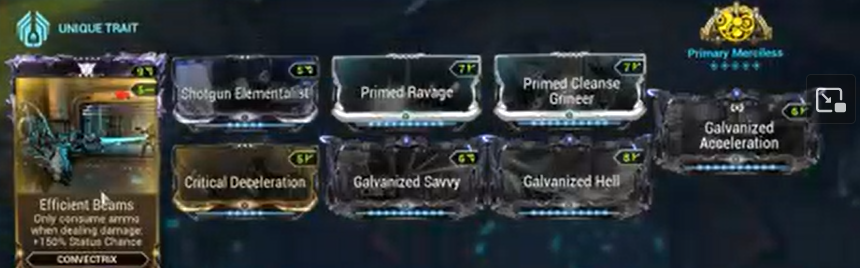 UNIQUE TRAIT
Primary Merciless
Shotgun Elementalist
Primed Ravage
Primed Cleanse
Grineer
Galvanized
Acceleration
Critical Deceleration
Galvanized Savvy
Galvanized Hell
Efficient Beams
Only consume ammo
when dealing damage:
+150% Status Chance
CONVECTRIX